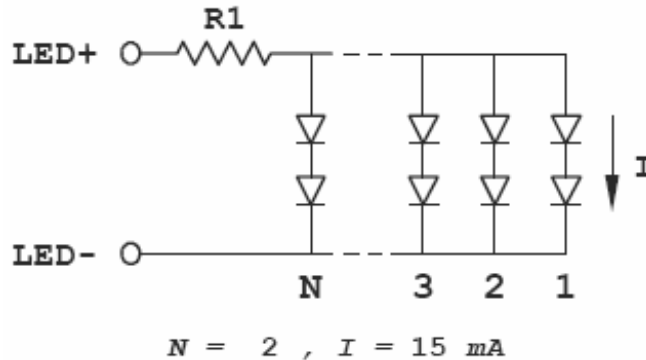 R1
LED+
I
LED-
N 3 2 1
N = 2 , I = 15 mA